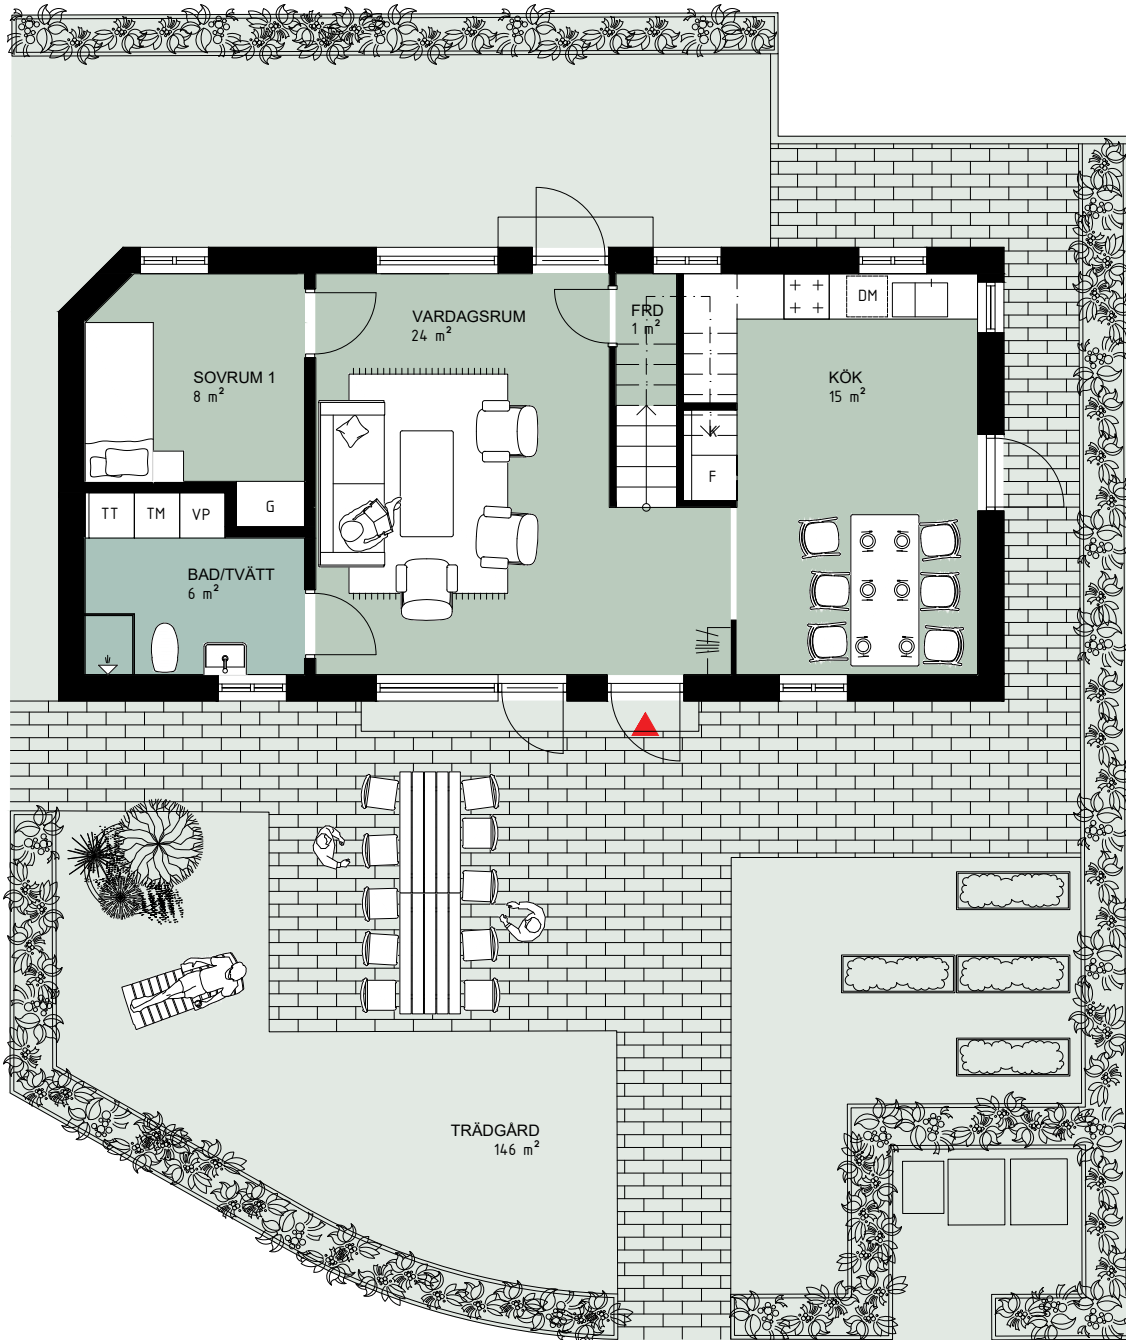 DM
VARDAGSRUM
24 m²
FRD
1 m²
SOVRUM 1
8 m²
KÖK
15 m²
F
G
TT TM VP
BAD/TVÄTT
6 m²
TRÄDGÅRD
146 m²